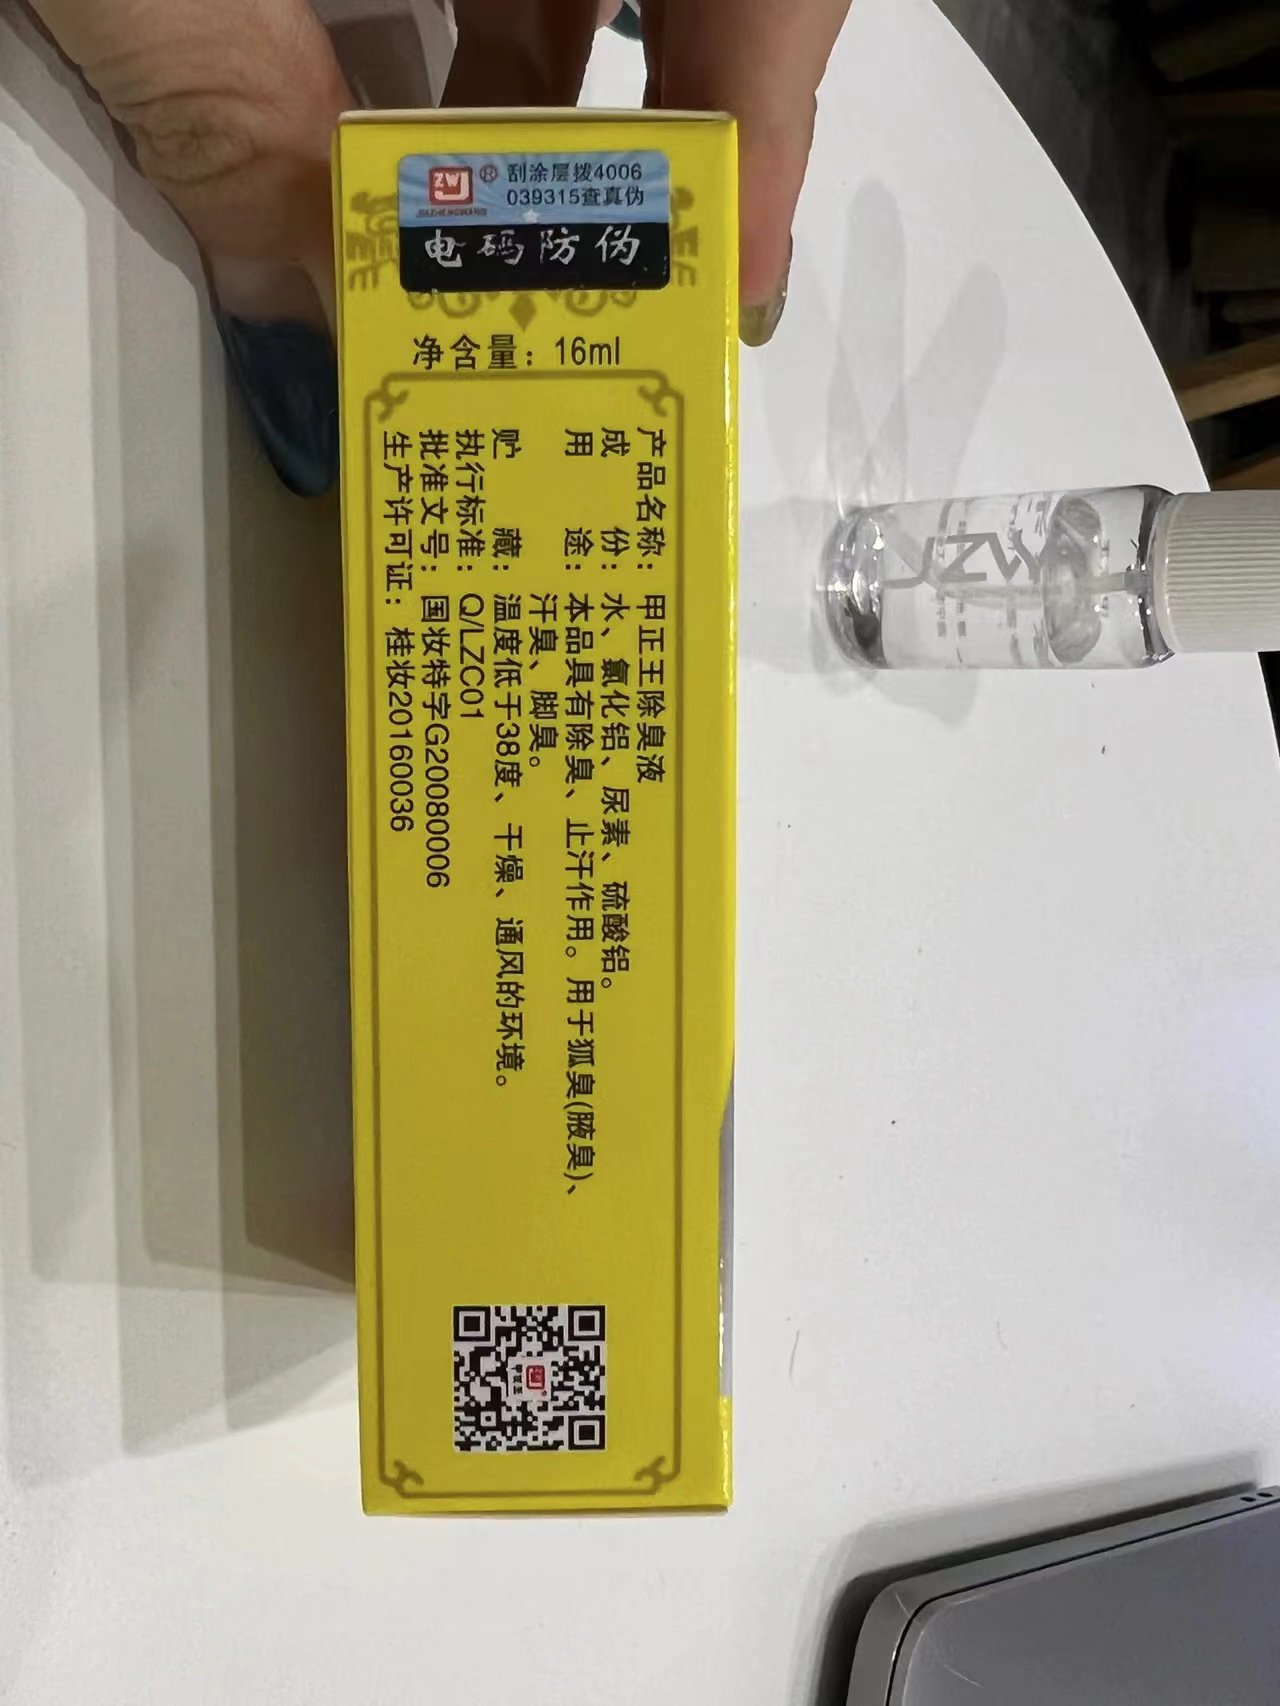 ZWJ
JIAZHENGWANG
®
刮涂层拨4006
039315查真伪
电码防伪
净含量：16ml
产品名称：甲正王除臭液
成份：水、氯化铝、尿素、硫酸铝。
用途：本品具有除臭、止汗作用。用于狐臭(腋臭)、
汗臭、脚臭。
贮藏：温度低于38度、干燥、通风的环境。
执行标准：Q/LZC01
批准文号：国妆特字G20080006
生产许可证：桂妆20160036